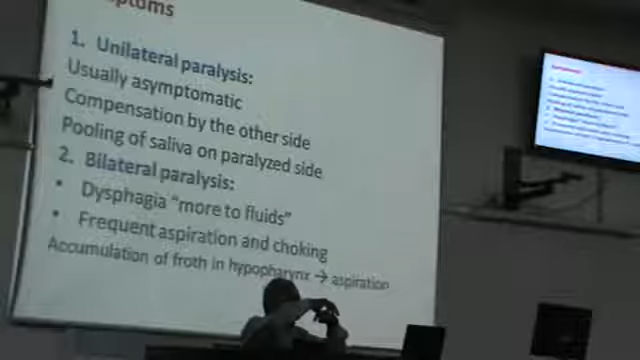 ptoms
1. Unilateral paralysis:
Usually asymptomatic
Compensation by the other side
Pooling of saliva on paralyzed side
2. Bilateral paralysis:
• Dysphagia "more to fluids"
• Frequent aspiration and choking
Accumulation of froth in hypopharynx → aspiration